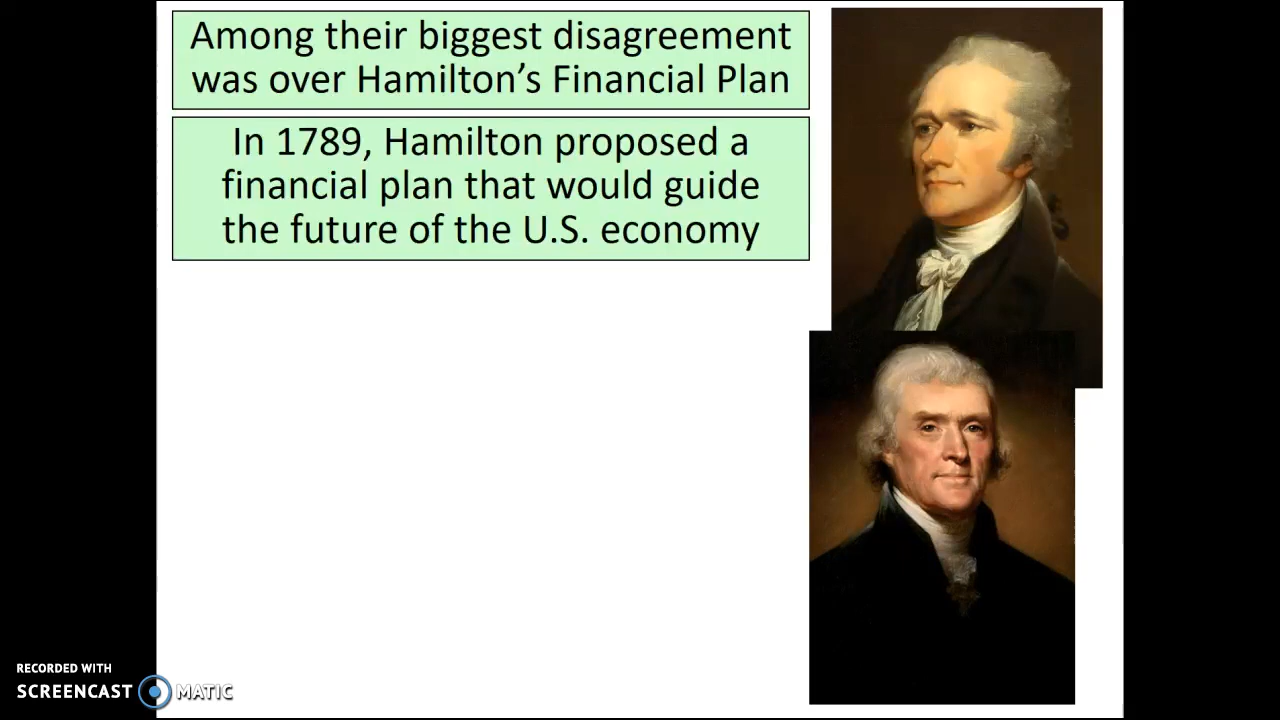 Among their biggest disagreement
was over Hamilton’s Financial Plan
In 1789, Hamilton proposed a
financial plan that would guide
the future of the U.S. economy
RECORDED WITH
SCREENCAST MATIC